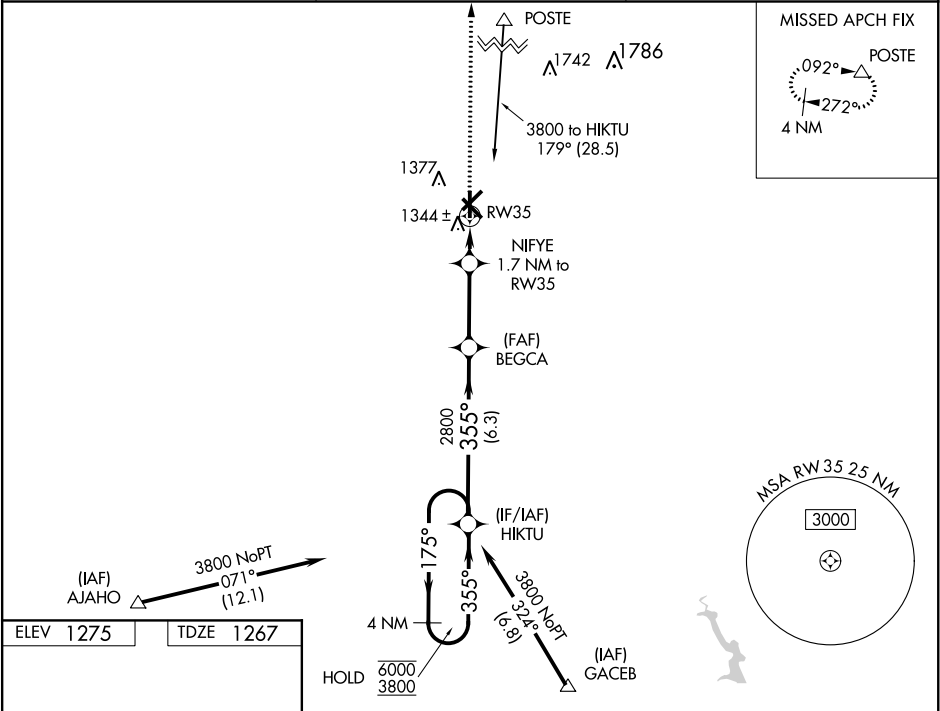 POSTE
1742
1786
3800 to HIKTU
179° (28.5)
MISSED APCH FIX
POSTE
092°
272°
4 NM
1377
1344 ±
RW35
NIFYE
1.7 NM to
RW35
(FAF)
BEGCA
2800
355°
(6.3)
(IF/IAF)
HIKTU
175°
355°
4 NM
HOLD
6000
3800
3800 NoPT
071°
(12.1)
(IAF)
AJAHO
3800 NoPT
324°
(6.8)
(IAF)
GACEB
MSA RW 35 25 NM
3000
ELEV 1275
TDZE 1267